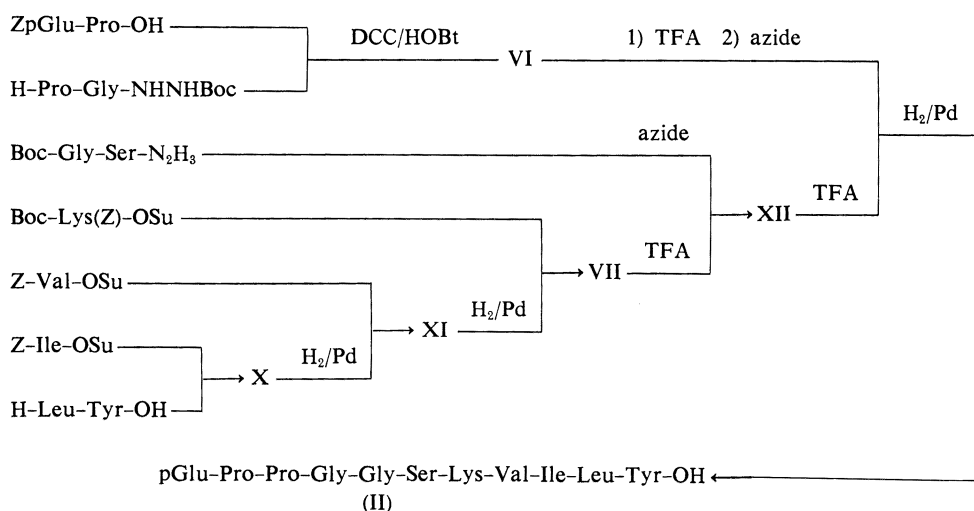 ZpGlu–Pro–OH
DCC/HOBt
1) TFA 2) azide
VI
H–Pro–Gly–NHNHBoc
H₂/Pd
azide
Boc–Gly–Ser–N₂H₃
TFA
XII
Boc–Lys(Z)–OSu
TFA
VII
Z–Val–OSu
H₂/Pd
XI
Z–Ile–OSu
H₂/Pd
X
H–Leu–Tyr–OH
pGlu–Pro–Pro–Gly–Gly–Ser–Lys–Val–Ile–Leu–Tyr–OH
(II)